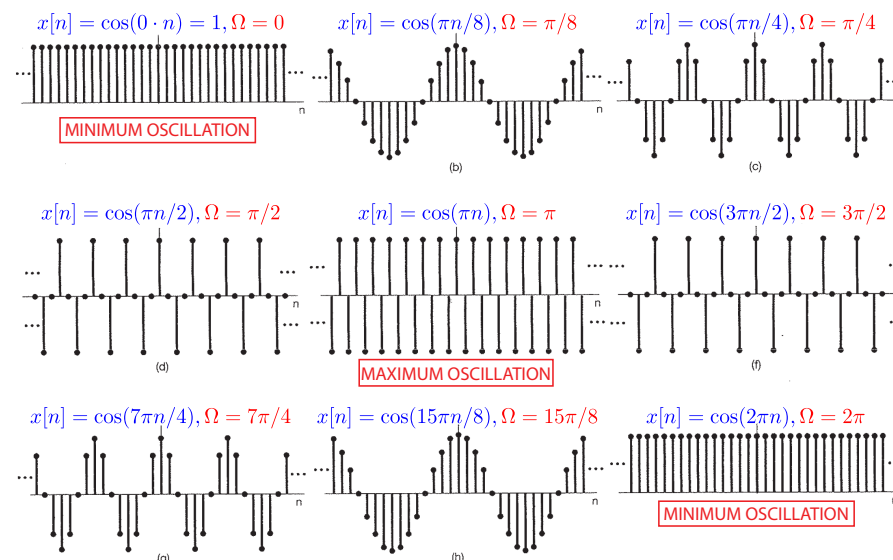 x[n] = cos(0 · n) = 1, Ω = 0
x[n] = cos(πn/8), Ω = π/8
x[n] = cos(πn/4), Ω = π/4
...
...
...
...
n
n
MINIMUM OSCILLATION
(b)
(c)
x[n] = cos(πn/2), Ω = π/2
x[n] = cos(πn), Ω = π
x[n] = cos(3πn/2), Ω = 3π/2
...
...
...
...
...
n
n
...
...
...
...
...
(d)
(f)
MAXIMUM OSCILLATION
x[n] = cos(7πn/4), Ω = 7π/4
x[n] = cos(15πn/8), Ω = 15π/8
x[n] = cos(2πn), Ω = 2π
...
...
...
...
...
n
n
MINIMUM OSCILLATION
(g)
(h)